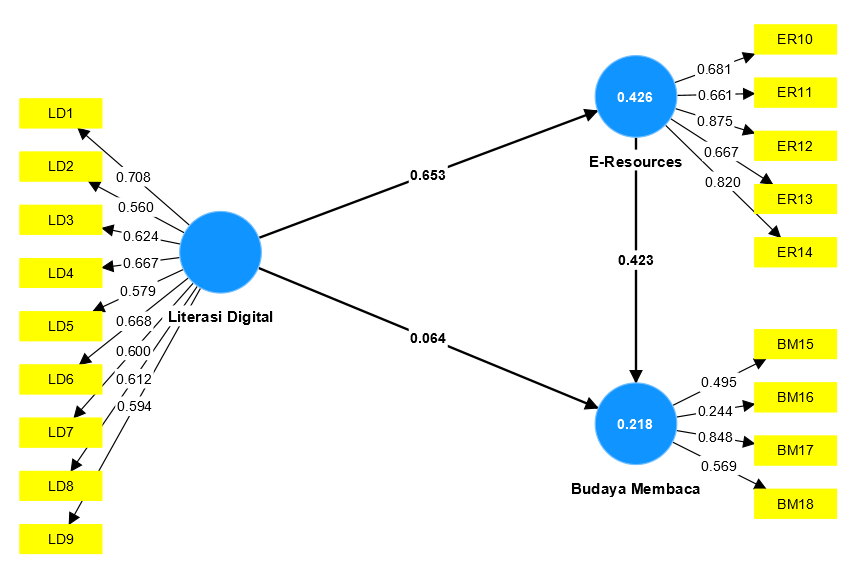 LD1
LD2
LD3
LD4
LD5
LD6
LD7
LD8
LD9
0.708
0.560
0.624
0.667
0.579
0.668
0.600
0.612
0.594
Literasi Digital
0.653
0.064
0.426
E-Resources
0.423
0.218
Budaya Membaca
0.681
0.661
0.875
0.667
0.820
ER10
ER11
ER12
ER13
ER14
0.495
0.244
0.848
0.569
BM15
BM16
BM17
BM18